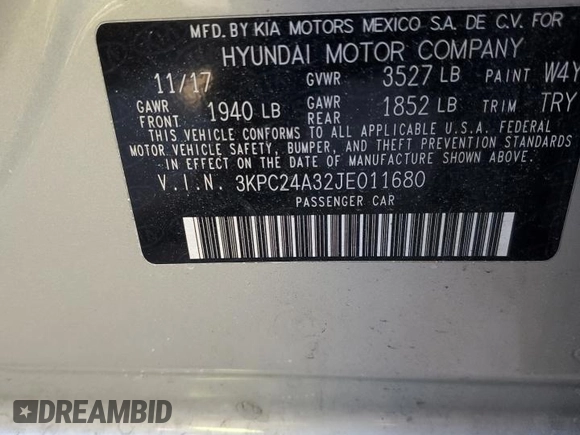 MFD. BY KIA MOTORS MEXICO S.A. DE C.V. FOR
HYUNDAI MOTOR COMPANY
11/17 GVWR 3527 LB PAINT W4Y
GAWR FRONT 1940 LB GAWR REAR 1852 LB TRIM TRY
THIS VEHICLE CONFORMS TO ALL APPLICABLE U.S.A. FEDERAL
MOTOR VEHICLE SAFETY, BUMPER, AND THEFT PREVENTION STANDARDS
IN EFFECT ON THE DATE OF MANUFACTURE SHOWN ABOVE.
V.I.N. 3KPC24A32JE011680
PASSENGER CAR
DREAMBID